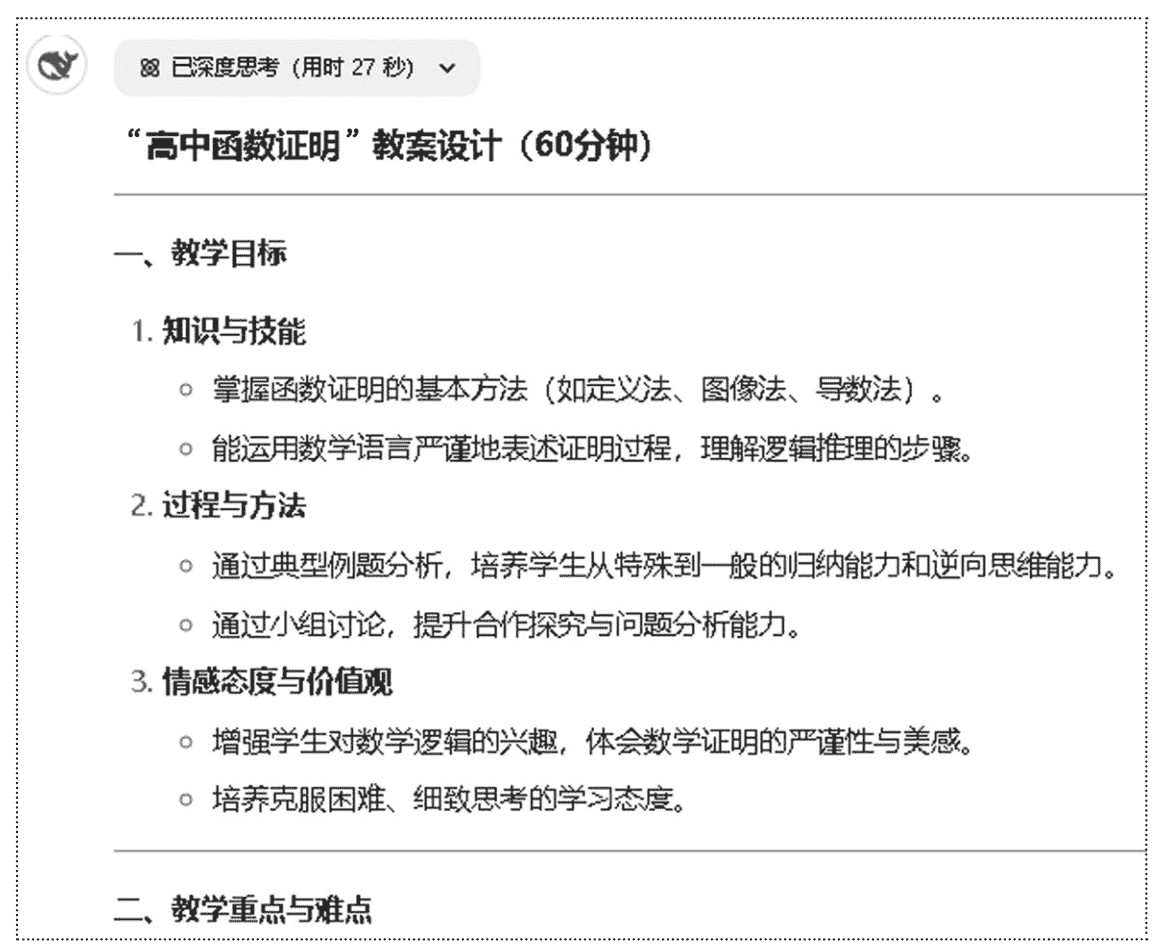 已深度思考（用时 27 秒）
“高中函数证明”教案设计（60分钟）
一、教学目标
1. 知识与技能
○ 掌握函数证明的基本方法（如定义法、图像法、导数法）。
○ 能运用数学语言严谨地表述证明过程，理解逻辑推理的步骤。
2. 过程与方法
○ 通过典型例题分析，培养学生从特殊到一般的归纳能力和逆向思维能力。
○ 通过小组讨论，提升合作探究与问题分析能力。
3. 情感态度与价值观
○ 增强学生对数学逻辑的兴趣，体会数学证明的严谨性与美感。
○ 培养克服困难、细致思考的学习态度。
二、教学重点与难点